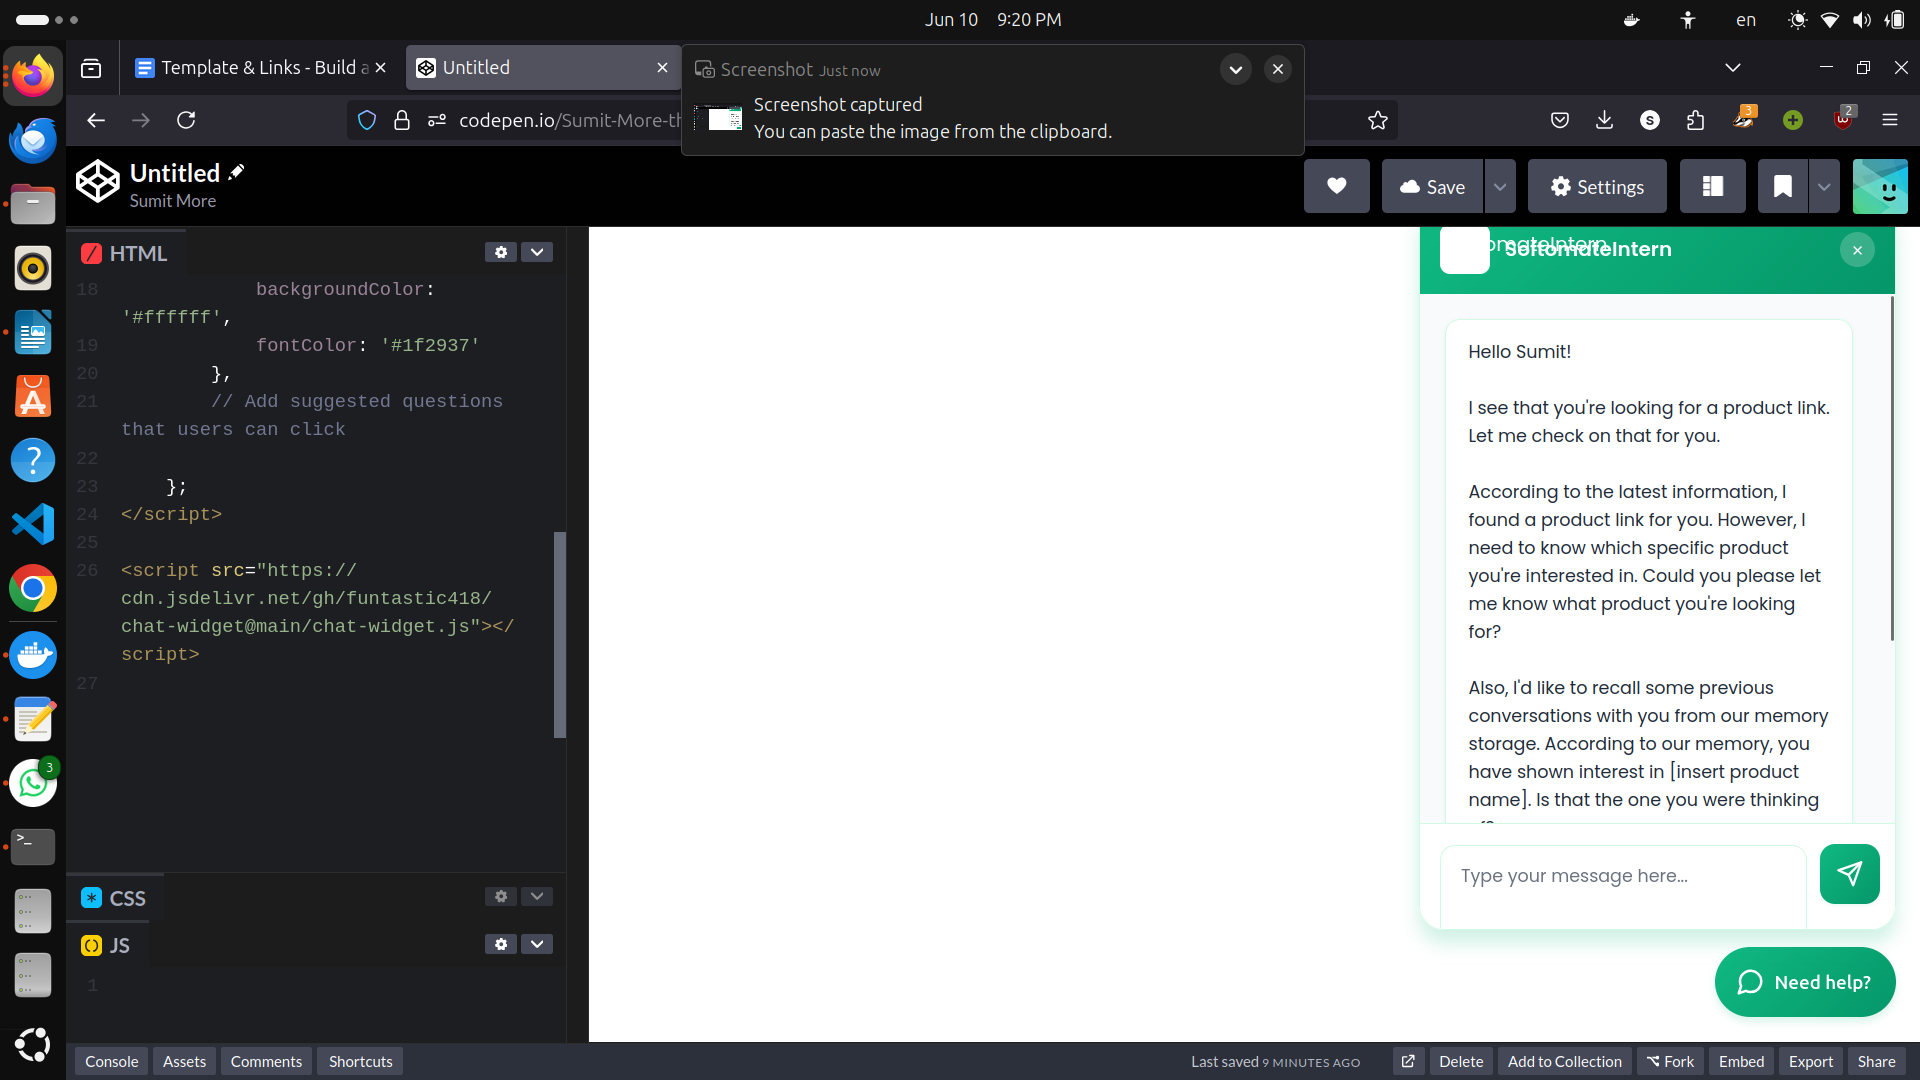 Jun 10 9:20 PM
en
Template & Links - Build a
Untitled
Screenshot Just now
Screenshot captured
You can paste the image from the clipboard.
codepen.io/Sumit-More-th
3
2
Untitled
Sumit More
Save
Settings
HTML
18 backgroundColor:
'#ffffff',
19 fontColor: '#1f2937'
20 },
21 // Add suggested questions
that users can click
22
23 };
24 </script>
25
26 <script src="https://
cdn.jsdelivr.net/gh/funtastic418/
chat-widget@main/chat-widget.js"></
script>
27
CSS
JS
1
omateIntern
SoftomateIntern
Hello Sumit!
I see that you're looking for a product link.
Let me check on that for you.
According to the latest information, I
found a product link for you. However, I
need to know which specific product
you're interested in. Could you please let
me know what product you're looking
for?
Also, I'd like to recall some previous
conversations with you from our memory
storage. According to our memory, you
have shown interest in [insert product
name]. Is that the one you were thinking
Type your message here...
Need help?
3
Console
Assets
Comments
Shortcuts
Last saved 9 MINUTES AGO
Delete
Add to Collection
Fork
Embed
Export
Share